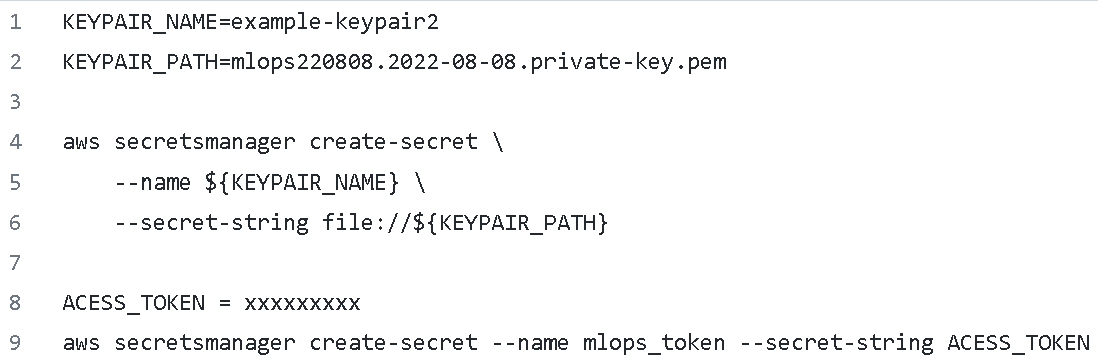 1 KEYPAIR_NAME=example-keypair2
2 KEYPAIR_PATH=mlops220808.2022-08-08.private-key.pem
3
4 aws secretsmanager create-secret \
5     --name ${KEYPAIR_NAME} \
6     --secret-string file://${KEYPAIR_PATH}
7
8 ACESS_TOKEN = xxxxxxxxx
9 aws secretsmanager create-secret --name mlops_token --secret-string ACESS_TOKEN